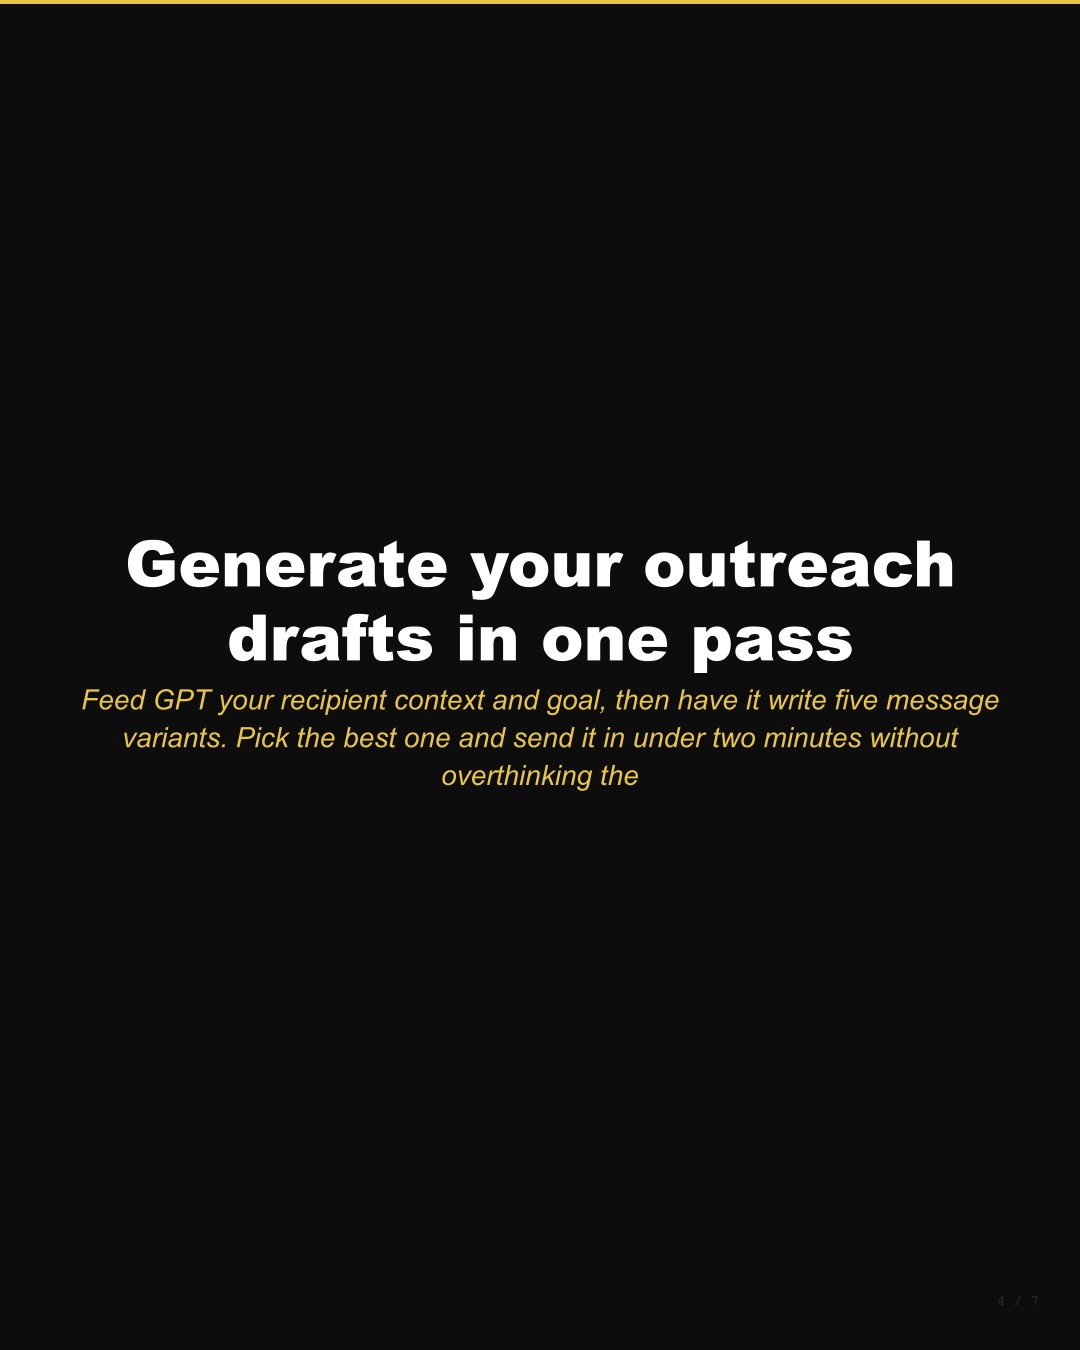 Generate your outreach
drafts in one pass
Feed GPT your recipient context and goal, then have it write five message
variants. Pick the best one and send it in under two minutes without
overthinking the
4 / 7